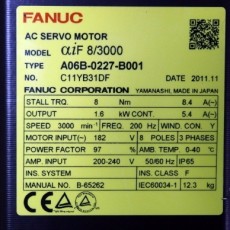 FANUC
AC SERVO MOTOR
MODEL αiF 8/3000
TYPE A06B-0227-B001
NO. C11YB31DF DATE 2011.11
FANUC CORPORATION YAMANASHI, MADE IN JAPAN
STALL TRQ. 8 Nm 8.4 A(~)
OUTPUT 1.6 kW 5.4 A(~)
SPEED 3000 min⁻¹ FREQ. 200 Hz WIND. CONN. Y
MOTOR INPUT(~) 182 V 8 POLES 3 PHASES
POWER FACTOR 97 % AMB. TEMP. 0-40℃
AMP. INPUT (~) 200-240 V 50/60 Hz IP65
INS. SYSTEM INS. CLASS F
MANUAL NO. B-65262 IEC60034-1 12.3 kg
CE